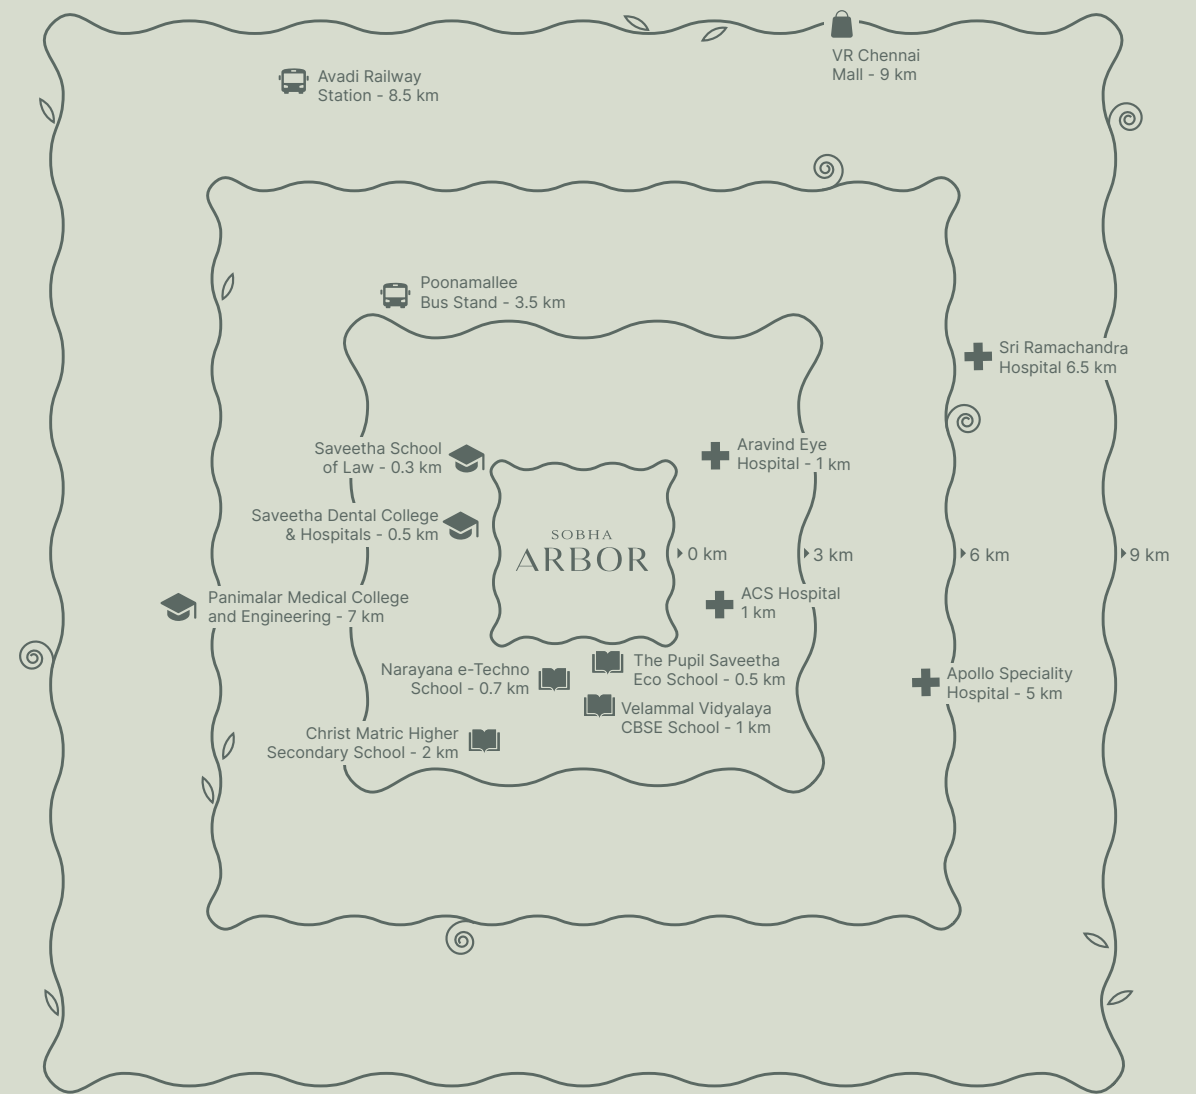 VR Chennai
Mall - 9 km
Avadi Railway
Station - 8.5 km
Poonamallee
Bus Stand - 3.5 km
Sri Ramachandra
Hospital 6.5 km
Saveetha School
of Law - 0.3 km
Aravind Eye
Hospital - 1 km
Saveetha Dental College
& Hospitals - 0.5 km
SOBHA
ARBOR
0 km
3 km
6 km
9 km
Panimalar Medical College
and Engineering - 7 km
ACS Hospital
1 km
Narayana e-Techno
School - 0.7 km
The Pupil Saveetha
Eco School - 0.5 km
Apollo Speciality
Hospital - 5 km
Velammal Vidyalaya
CBSE School - 1 km
Christ Matric Higher
Secondary School - 2 km